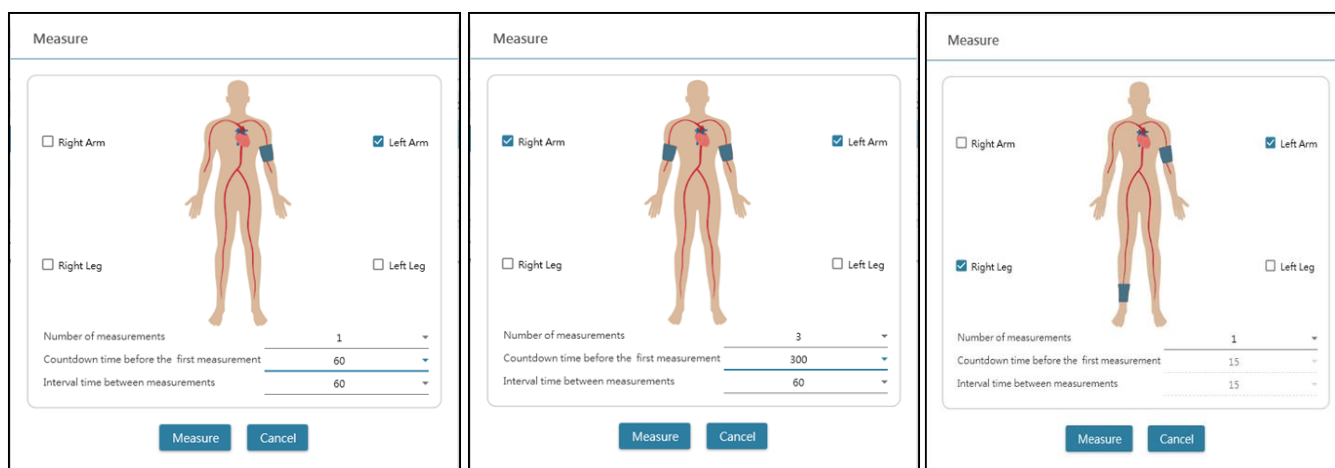 Measure
Right Arm
Left Arm
Right Leg
Left Leg
Number of measurements 1
Countdown time before the first measurement 60
Interval time between measurements 60
Measure Cancel
Measure
Right Arm
Left Arm
Right Leg
Left Leg
Number of measurements 3
Countdown time before the first measurement 300
Interval time between measurements 60
Measure Cancel
Measure
Right Arm
Left Arm
Right Leg
Left Leg
Number of measurements 1
Countdown time before the first measurement 15
Interval time between measurements 15
Measure Cancel